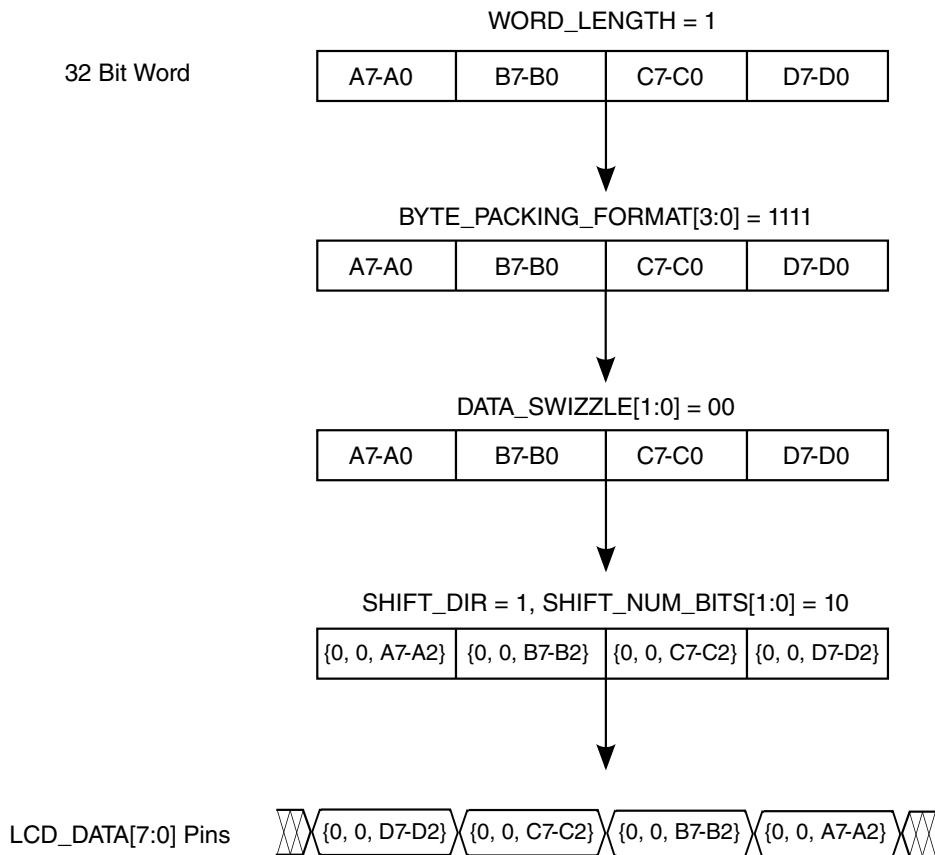 WORD_LENGTH = 1
32 Bit Word
A7-A0 B7-B0 C7-C0 D7-D0
BYTE_PACKING_FORMAT[3:0] = 1111
A7-A0 B7-B0 C7-C0 D7-D0
DATA_SWIZZLE[1:0] = 00
A7-A0 B7-B0 C7-C0 D7-D0
SHIFT_DIR = 1, SHIFT_NUM_BITS[1:0] = 10
{0, 0, A7-A2} {0, 0, B7-B2} {0, 0, C7-C2} {0, 0, D7-D2}
LCD_DATA[7:0] Pins {0, 0, D7-D2} {0, 0, C7-C2} {0, 0, B7-B2} {0, 0, A7-A2}